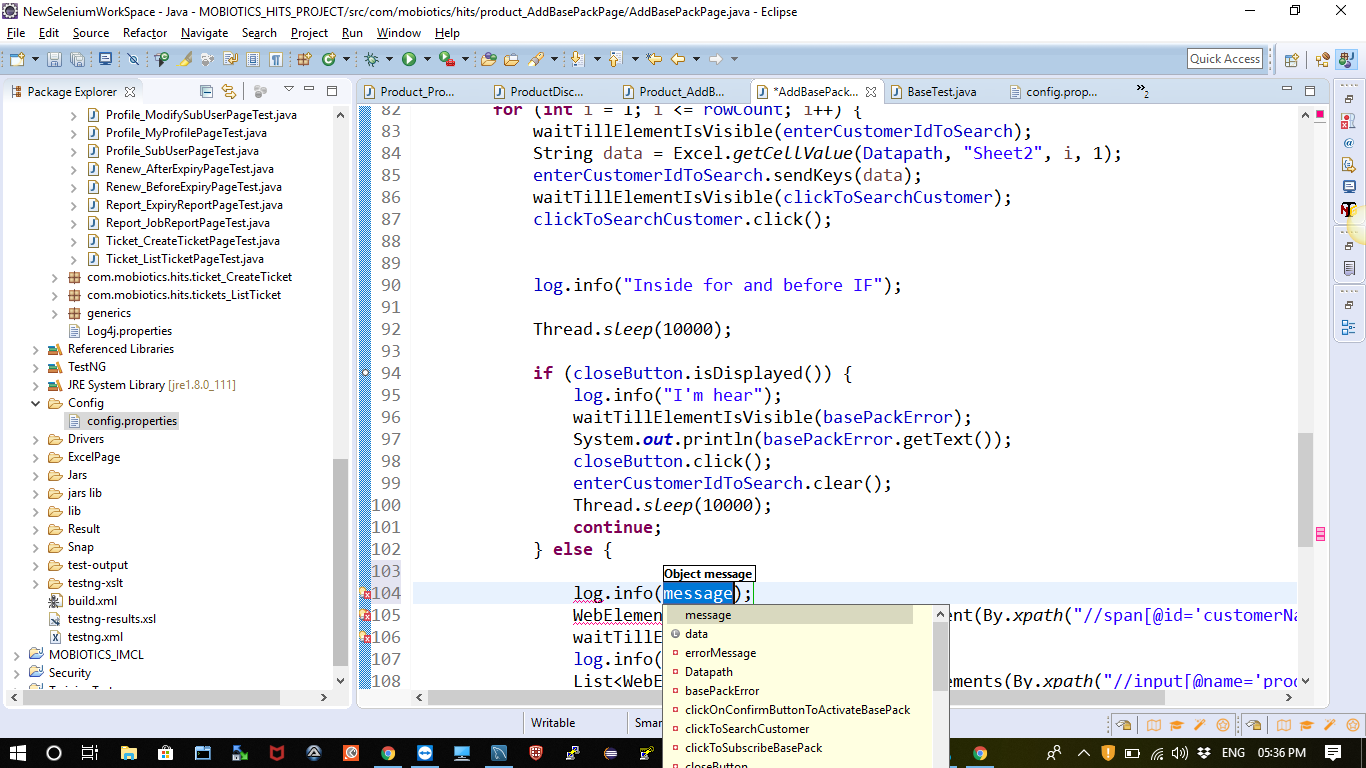 NewSeleniumWorkSpace - Java - MOBIOTICS_HITS_PROJECT/src/com/mobiotics/hits/product_AddBasePackPage/AddBasePackPage.java - Eclipse
File Edit Source Refactor Navigate Search Project Run Window Help
Quick Access
Package Explorer
Product_Pro...
ProductDisc...
Product_AddB...
*AddBasePack...
BaseTest.java
config.prop...
»2
Profile_ModifySubUserPageTest.java
Profile_MyProfilePageTest.java
Profile_SubUserPageTest.java
Renew_AfterExpiryPageTest.java
Renew_BeforeExpiryPageTest.java
Report_ExpiryReportPageTest.java
Report_JobReportPageTest.java
Ticket_CreateTicketPageTest.java
Ticket_ListTicketPageTest.java
com.mobiotics.hits.ticket_CreateTicket
com.mobiotics.hits.tickets_ListTicket
generics
Log4j.properties
Referenced Libraries
TestNG
JRE System Library [jre1.8.0_111]
Config
config.properties
Drivers
ExcelPage
Jars
jars lib
lib
Result
Snap
test-output
testng-xslt
build.xml
testng-results.xsl
testng.xml
MOBIOTICS_IMCL
Security
82 for (int i = 1; i <= rowCount; i++) {
83 waitTillElementIsVisible(enterCustomerIdToSearch);
84 String data = Excel.getCellValue(Datapath, "Sheet2", i, 1);
85 enterCustomerIdToSearch.sendKeys(data);
86 waitTillElementIsVisible(clickToSearchCustomer);
87 clickToSearchCustomer.click();
88
89
90 log.info("Inside for and before IF");
91
92 Thread.sleep(10000);
93
94 if (closeButton.isDisplayed()) {
95 log.info("I'm hear");
96 waitTillElementIsVisible(basePackError);
97 System.out.println(basePackError.getText());
98 closeButton.click();
99 enterCustomerIdToSearch.clear();
100 Thread.sleep(10000);
101 continue;
102 } else {
103
Object message
104 log.info(message);
105 WebElemen ent(By.xpath("//span[@id='customerNa
106 waitTillE
107 log.info(
108 List<WebE ements(By.xpath("//input[@name='proc
message
data
errorMessage
Datapath
basePackError
clickOnConfirmButtonToActivateBasePack
clickToSearchCustomer
clickToSubscribeBasePack
closeButton
Writable
Smar
ENG 05:36 PM